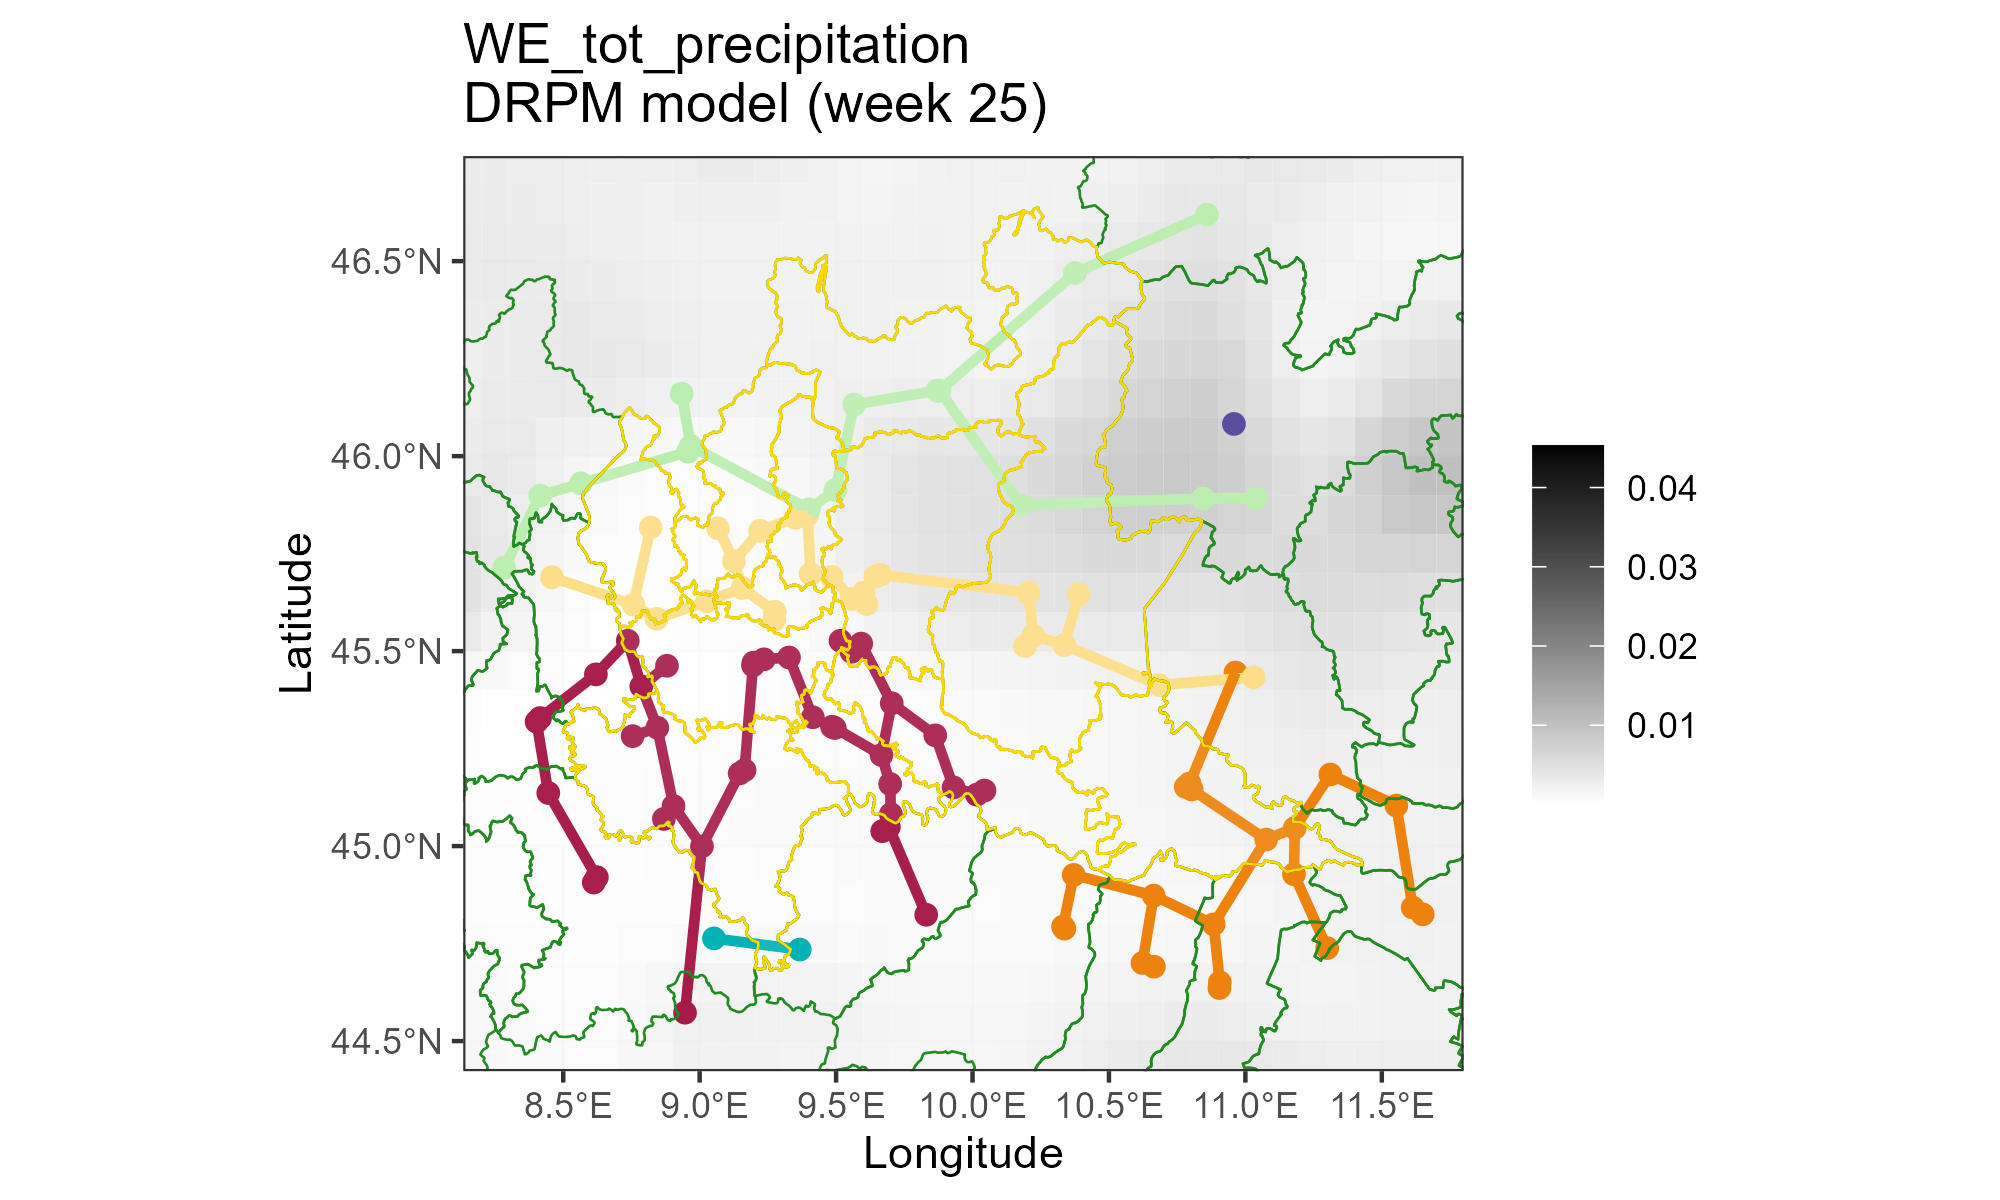 WE_tot_precipitation
DRPM model (week 25)
46.5°N
46.0°N
45.5°N
45.0°N
44.5°N
Latitude
8.5°E 9.0°E 9.5°E 10.0°E 10.5°E 11.0°E 11.5°E
Longitude
0.04
0.03
0.02
0.01